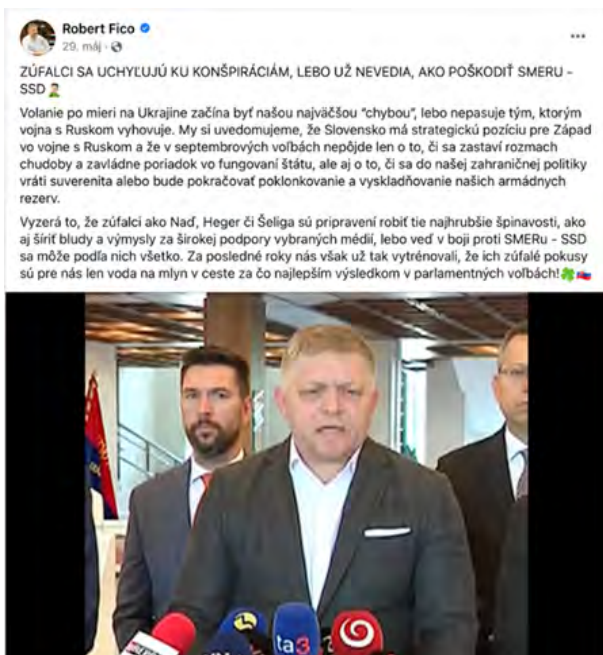 Robert Fico
29. máj ·
ZÚFALCI SA UCHYĽUJÚ KU KONŠPIRÁCIÁM, LEBO UŽ NEVEDIA, AKO POŠKODIŤ SMERU -
SSD
Volanie po mieri na Ukrajine začína byť našou najväčšou "chybou", lebo nepasuje tým, ktorým
vojna s Ruskom vyhovuje. My si uvedomujeme, že Slovensko má strategickú pozíciu pre Západ
vo vojne s Ruskom a že v septembrových voľbách nepôjde len o to, či sa zastaví rozmach
chudoby a zavládne poriadok vo fungovaní štátu, ale aj o to, či sa do našej zahraničnej politiky
vráti suverenita alebo bude pokračovať poklonkovanie a vyskladňovanie našich armádnych
rezerv.
Vyzerá to, že zúfalci ako Naď, Heger či Šeliga sú pripravení robiť tie najhrubšie špinavosti, ako
aj šíriť bludy a výmysly za širokej podpory vybraných médií, lebo veď v boji proti SMERu - SSD
sa môže podľa nich všetko. Za posledné roky nás však už tak vytrénovali, že ich zúfalé pokusy
sú pre nás len voda na mlyn v ceste za čo najlepším výsledkom v parlamentných voľbách!
ta3